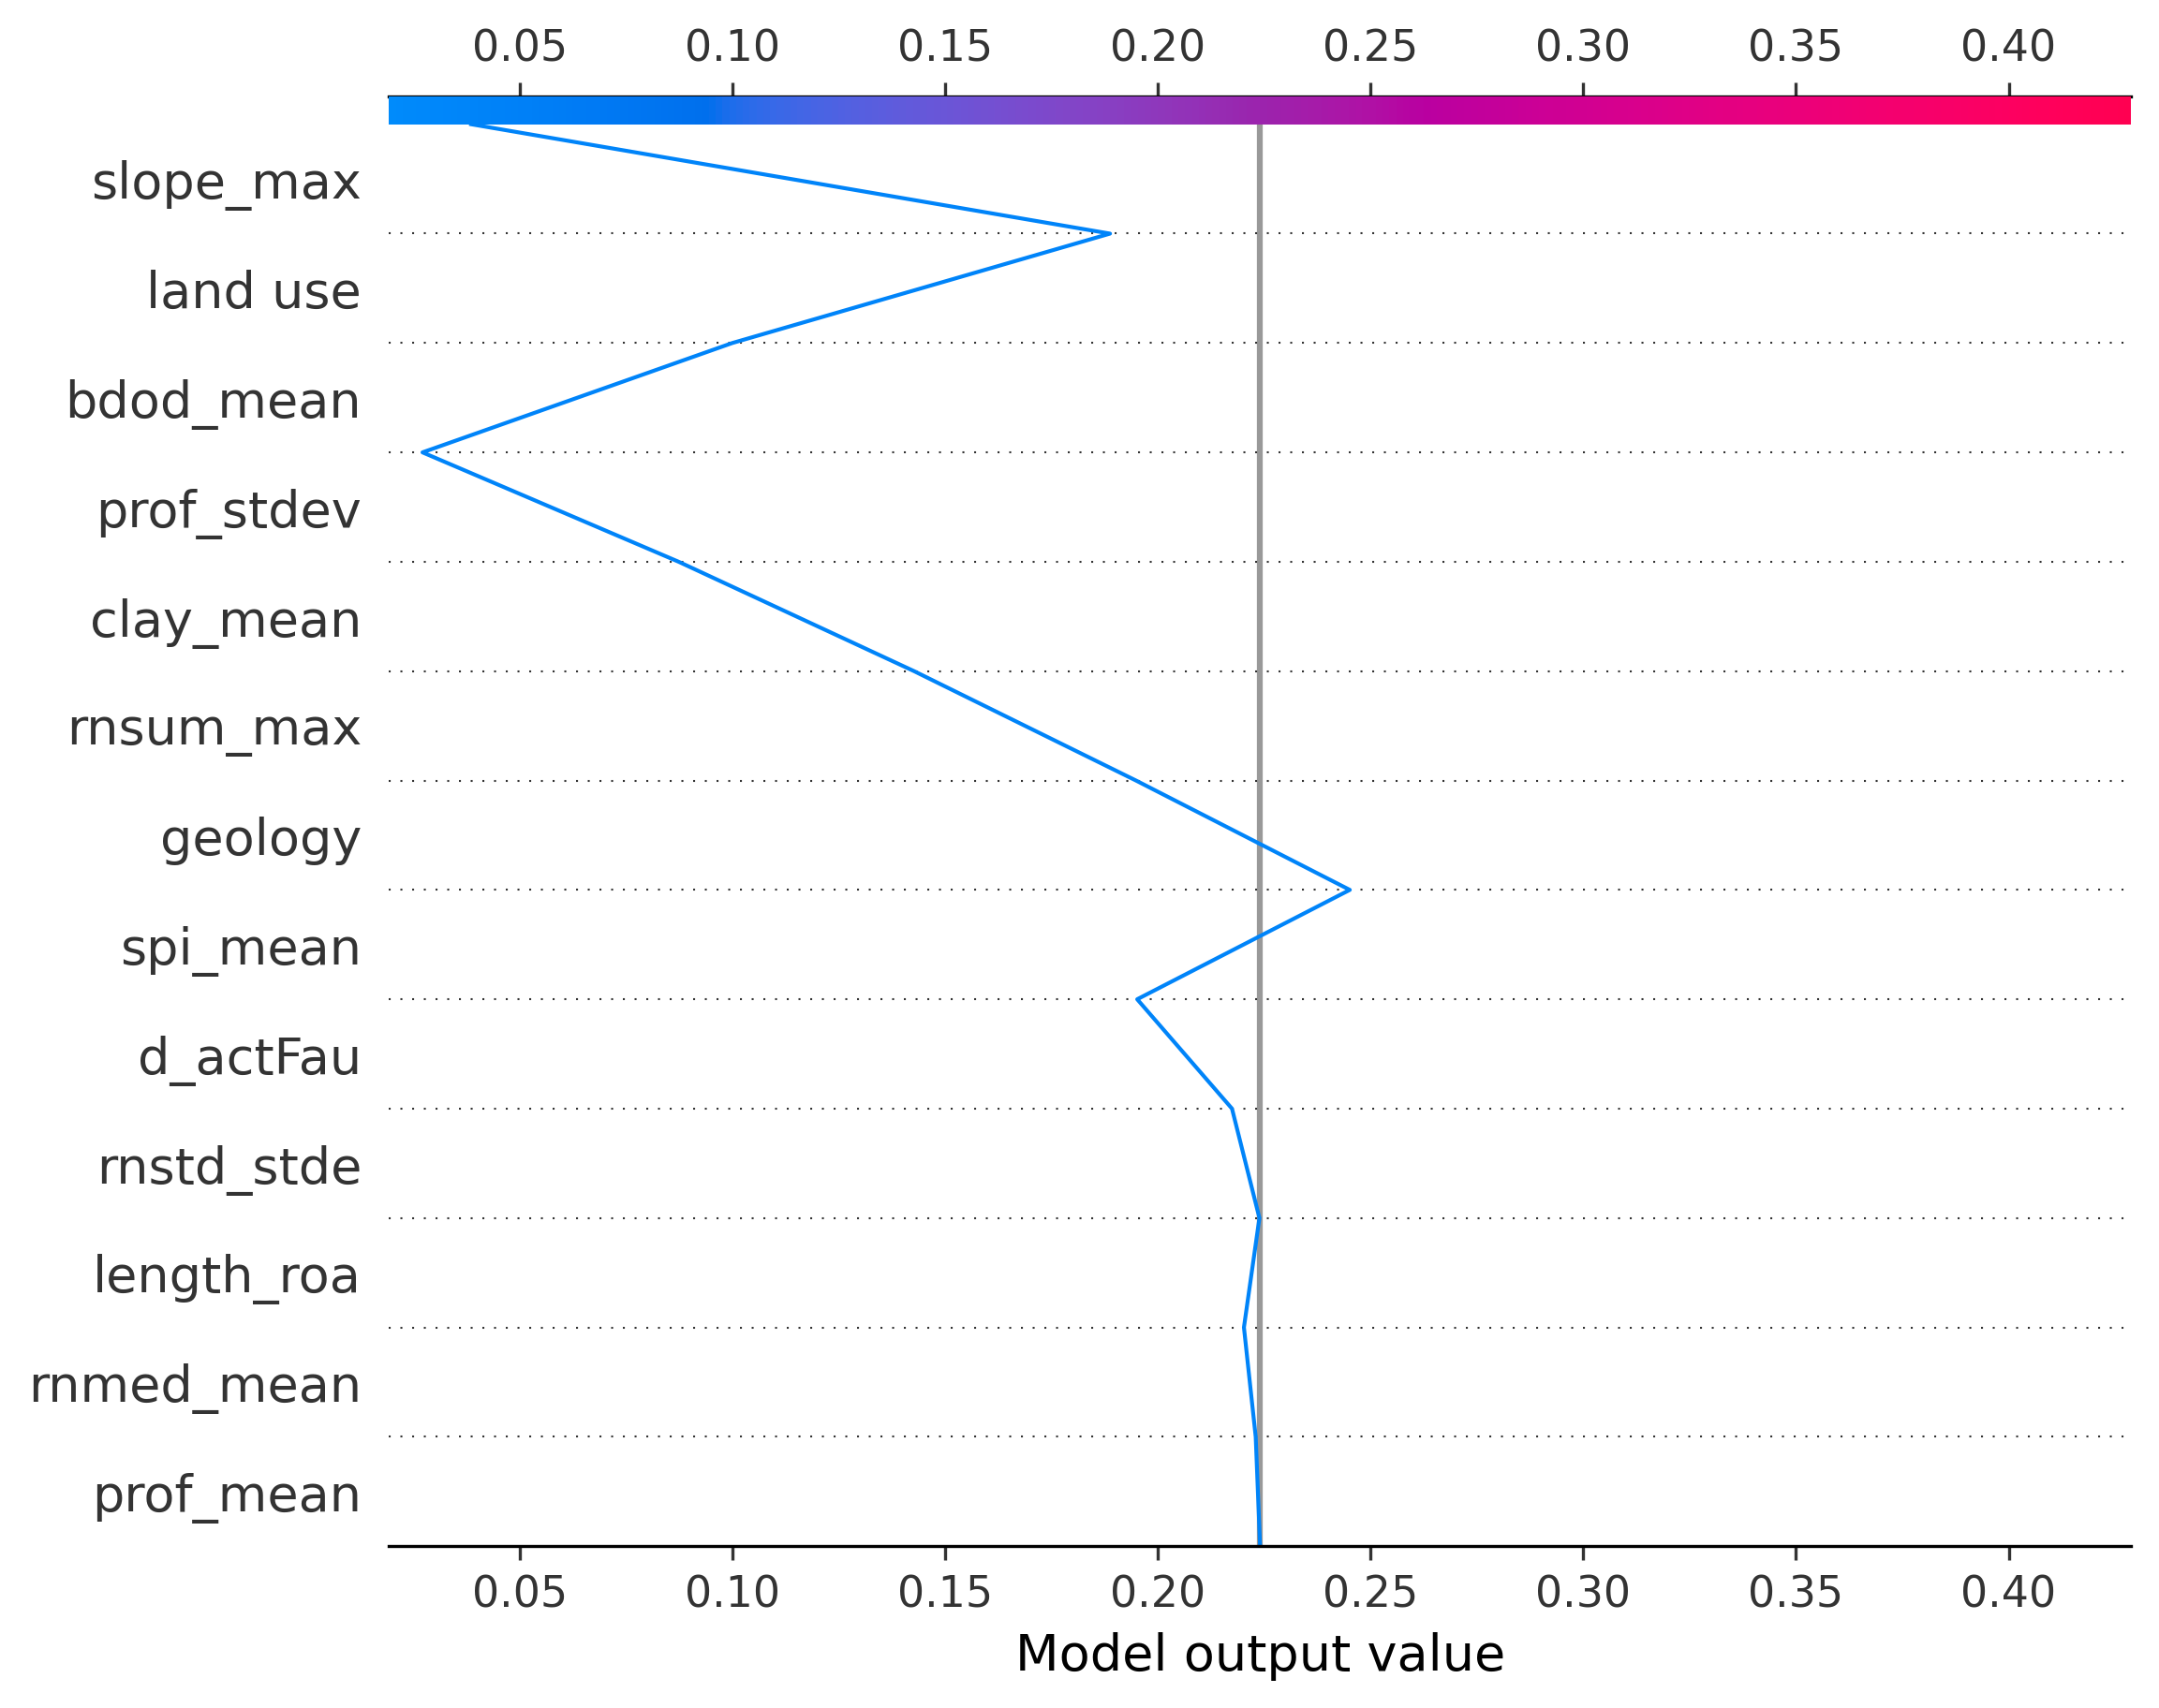 0.05 0.10 0.15 0.20 0.25 0.30 0.35 0.40
slope_max
land use
bdod_mean
prof_stdev
clay_mean
rnsum_max
geology
spi_mean
d_actFau
rnstd_stde
length_roa
rnmed_mean
prof_mean
0.05 0.10 0.15 0.20 0.25 0.30 0.35 0.40
Model output value